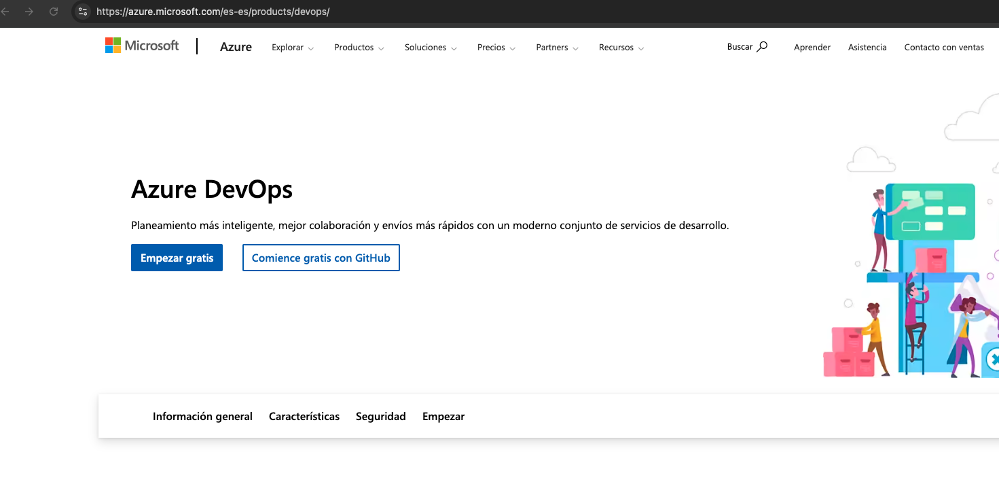 https://azure.microsoft.com/es-es/products/devops/
Microsoft Azure Explorar Productos Soluciones Precios Partners Recursos Buscar Aprender Asistencia Contacto con ventas
Azure DevOps
Planeamiento más inteligente, mejor colaboración y envíos más rápidos con un moderno conjunto de servicios de desarrollo.
Empezar gratis Comience gratis con GitHub
Información general Características Seguridad Empezar